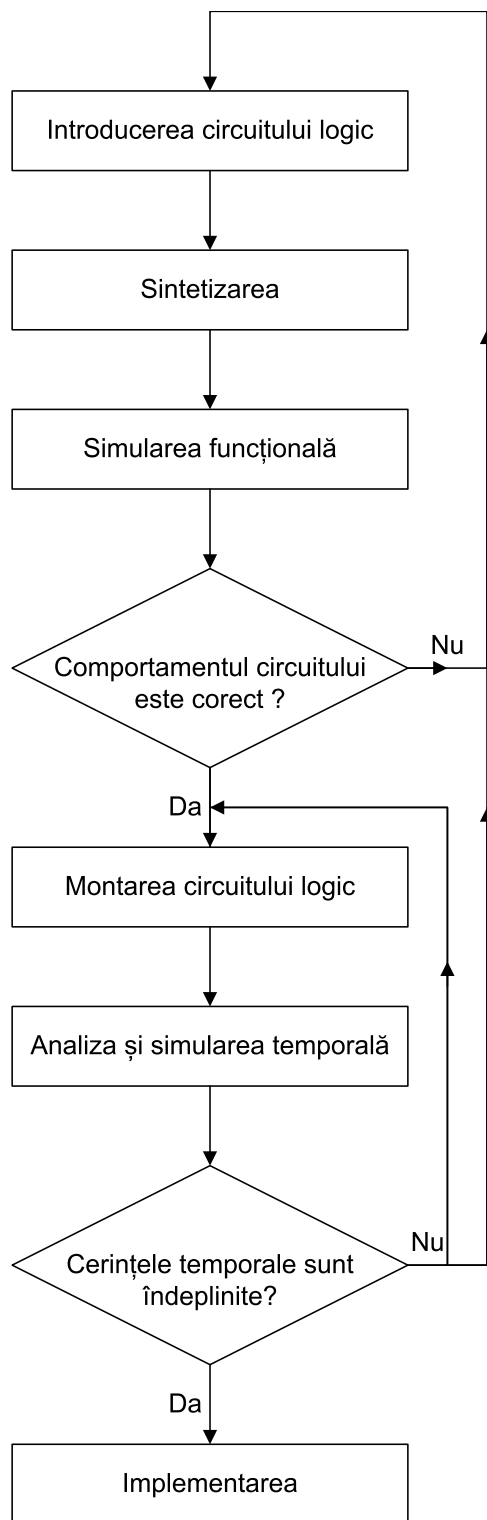 Introducerea circuitului logic
Sintetizarea
Simularea funcțională
Nu
Comportamentul circuitului
este corect ?
Da
Montarea circuitului logic
Analiza și simularea temporală
Nu
Cerințele temporale sunt
îndeplinite?
Da
Implementarea